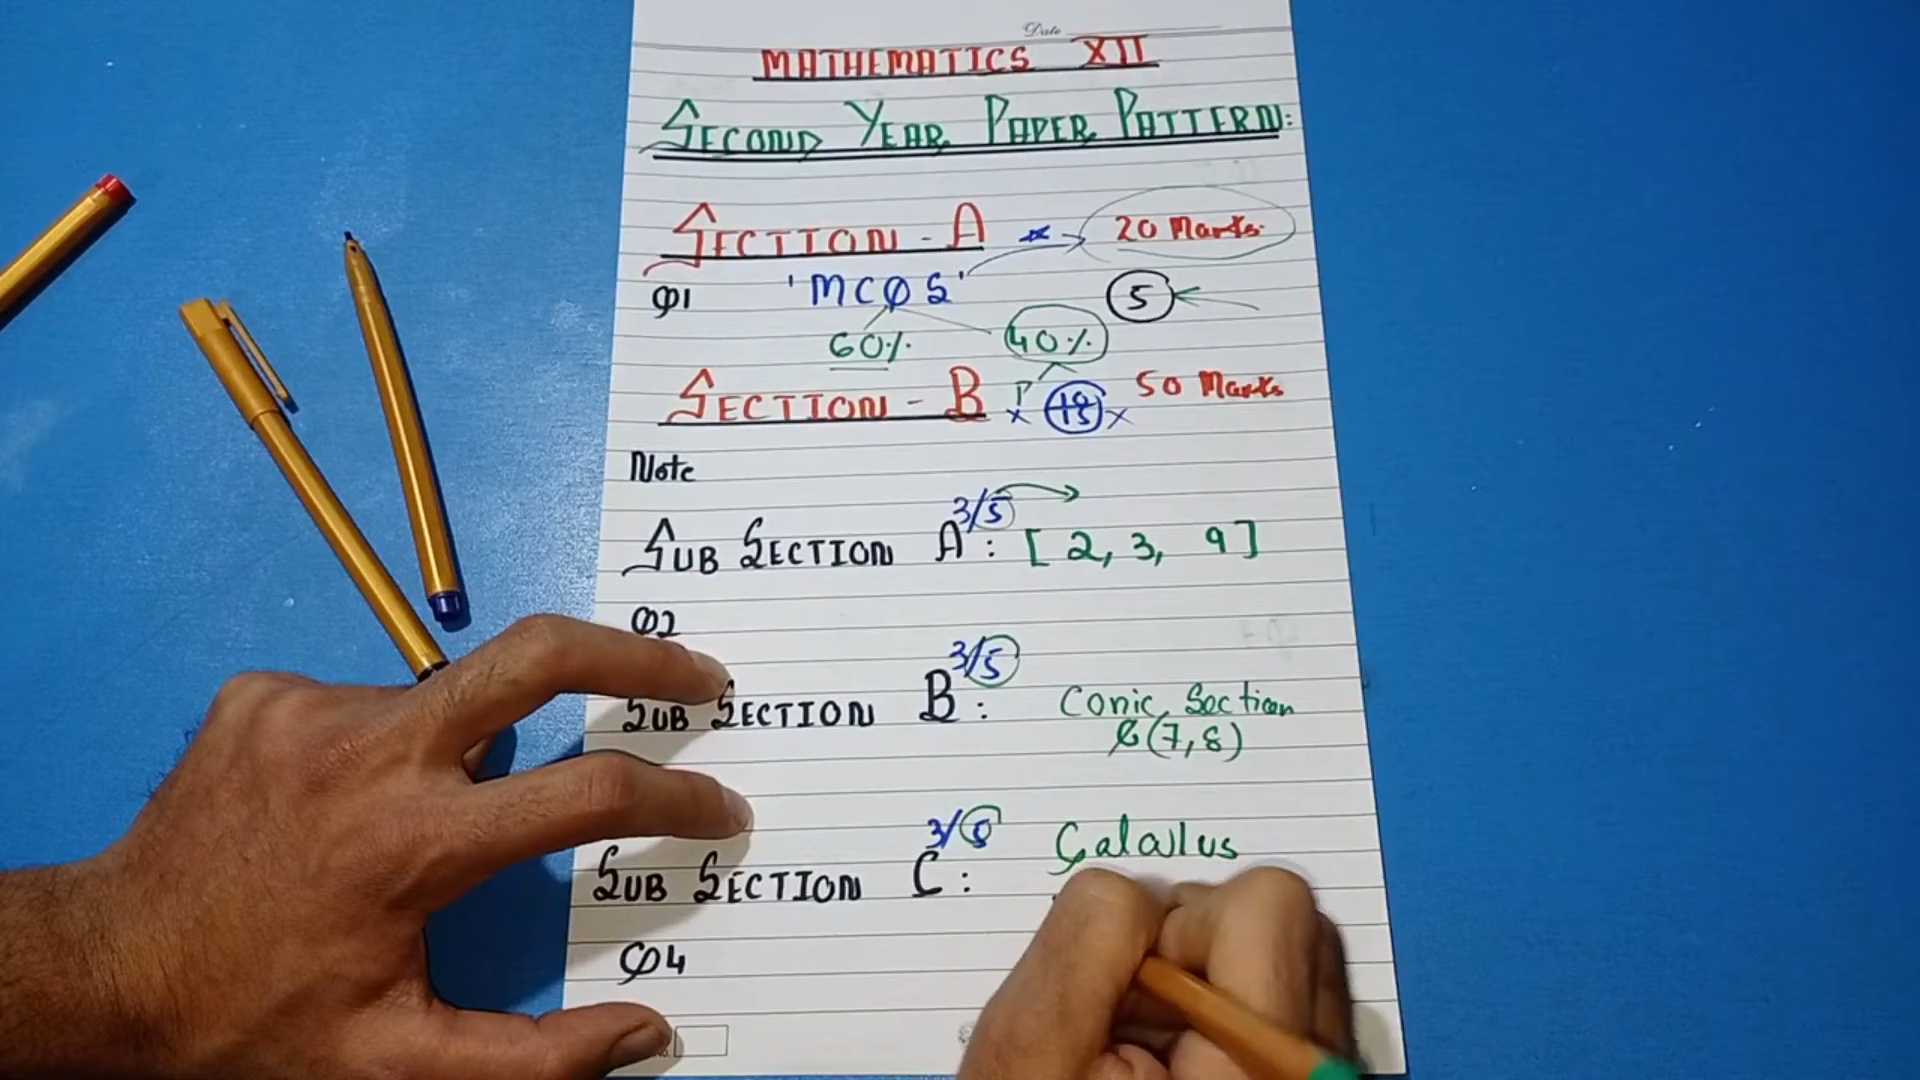 Date
MATHEMATICS XII
SECOND YEAR PAPER PATTERN:
SECTION - A 20 Marks
Q1 'MCQS' 5
60% 40%
SECTION - B 50 Marks
Note
3/5
SUB SECTION A: [2, 3, 9]
Q2
3/5
SUB SECTION B: Conic Section
(7,8)
3/5
SUB SECTION C: Calculus
Q4